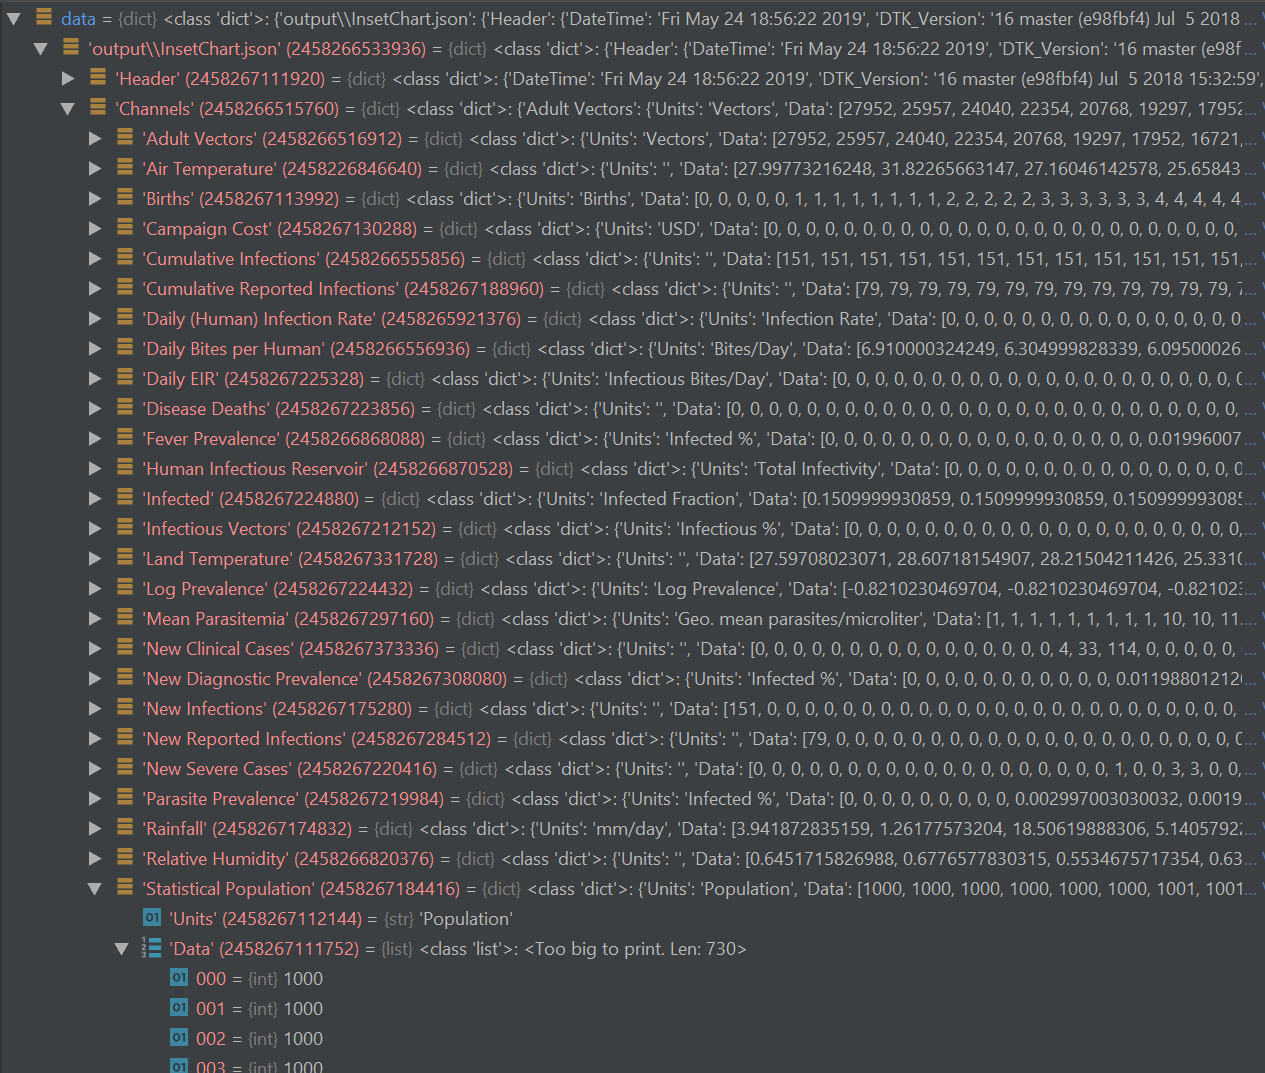 data = {dict} <class 'dict'>: {'output\\InsetChart.json': {'Header': {'DateTime': 'Fri May 24 18:56:22 2019', 'DTK_Version': '16 master (e98fbf4) Jul  5 2018 ...
'output\\InsetChart.json' (2458266533936) = {dict} <class 'dict'>: {'Header': {'DateTime': 'Fri May 24 18:56:22 2019', 'DTK_Version': '16 master (e98f...
'Header' (2458267111920) = {dict} <class 'dict'>: {'DateTime': 'Fri May 24 18:56:22 2019', 'DTK_Version': '16 master (e98fbf4) Jul  5 2018 15:32:59', ...
'Channels' (2458266515760) = {dict} <class 'dict'>: {'Adult Vectors': {'Units': 'Vectors', 'Data': [27952, 25957, 24040, 22354, 20768, 19297, 17952...
'Adult Vectors' (2458266516912) = {dict} <class 'dict'>: {'Units': 'Vectors', 'Data': [27952, 25957, 24040, 22354, 20768, 19297, 17952, 16721,...
'Air Temperature' (2458226846640) = {dict} <class 'dict'>: {'Units': '', 'Data': [27.99773216248, 31.82265663147, 27.16046142578, 25.65843...
'Births' (2458267113992) = {dict} <class 'dict'>: {'Units': 'Births', 'Data': [0, 0, 0, 0, 0, 1, 1, 1, 1, 1, 1, 1, 1, 2, 2, 2, 2, 2, 3, 3, 3, 3, 3, 3, 4, 4, 4, 4, 4,...
'Campaign Cost' (2458267130288) = {dict} <class 'dict'>: {'Units': 'USD', 'Data': [0, 0, 0, 0, 0, 0, 0, 0, 0, 0, 0, 0, 0, 0, 0, 0, 0, 0, 0, 0, 0, 0, 0, 0, 0, ...
'Cumulative Infections' (2458266555856) = {dict} <class 'dict'>: {'Units': '', 'Data': [151, 151, 151, 151, 151, 151, 151, 151, 151, 151, 151, 151,...
'Cumulative Reported Infections' (2458267188960) = {dict} <class 'dict'>: {'Units': '', 'Data': [79, 79, 79, 79, 79, 79, 79, 79, 79, 79, 79, 79, 79, 7...
'Daily (Human) Infection Rate' (2458265921376) = {dict} <class 'dict'>: {'Units': 'Infection Rate', 'Data': [0, 0, 0, 0, 0, 0, 0, 0, 0, 0, 0, 0, 0, 0, 0, 0...
'Daily Bites per Human' (2458266556936) = {dict} <class 'dict'>: {'Units': 'Bites/Day', 'Data': [6.910000324249, 6.304999828339, 6.09500026...
'Daily EIR' (2458267225328) = {dict} <class 'dict'>: {'Units': 'Infectious Bites/Day', 'Data': [0, 0, 0, 0, 0, 0, 0, 0, 0, 0, 0, 0, 0, 0, 0, 0, 0, 0, 0, 0, 0, 0...
'Disease Deaths' (2458267223856) = {dict} <class 'dict'>: {'Units': '', 'Data': [0, 0, 0, 0, 0, 0, 0, 0, 0, 0, 0, 0, 0, 0, 0, 0, 0, 0, 0, 0, 0, 0, 0, 0, 0, 0, 0, ...
'Fever Prevalence' (2458266868088) = {dict} <class 'dict'>: {'Units': 'Infected %', 'Data': [0, 0, 0, 0, 0, 0, 0, 0, 0, 0, 0, 0, 0, 0, 0, 0, 0.01996007...
'Human Infectious Reservoir' (2458266870528) = {dict} <class 'dict'>: {'Units': 'Total Infectivity', 'Data': [0, 0, 0, 0, 0, 0, 0, 0, 0, 0, 0, 0, 0, 0, 0, 0...
'Infected' (2458267224880) = {dict} <class 'dict'>: {'Units': 'Infected Fraction', 'Data': [0.1509999930859, 0.1509999930859, 0.150999993085...
'Infectious Vectors' (2458267212152) = {dict} <class 'dict'>: {'Units': 'Infectious %', 'Data': [0, 0, 0, 0, 0, 0, 0, 0, 0, 0, 0, 0, 0, 0, 0, 0, 0, 0, 0, 0, 0, ...
'Land Temperature' (2458267331728) = {dict} <class 'dict'>: {'Units': '', 'Data': [27.59708023071, 28.60718154907, 28.21504211426, 25.3310...
'Log Prevalence' (2458267224432) = {dict} <class 'dict'>: {'Units': 'Log Prevalence', 'Data': [-0.8210230469704, -0.8210230469704, -0.821023...
'Mean Parasitemia' (2458267297160) = {dict} <class 'dict'>: {'Units': 'Geo. mean parasites/microliter', 'Data': [1, 1, 1, 1, 1, 1, 1, 1, 1, 10, 10, 11...
'New Clinical Cases' (2458267373336) = {dict} <class 'dict'>: {'Units': '', 'Data': [0, 0, 0, 0, 0, 0, 0, 0, 0, 0, 0, 0, 0, 0, 0, 0, 4, 33, 114, 0, 0, 0, 0, 0, ...
'New Diagnostic Prevalence' (2458267308080) = {dict} <class 'dict'>: {'Units': 'Infected %', 'Data': [0, 0, 0, 0, 0, 0, 0, 0, 0, 0, 0, 0.011988012120...
'New Infections' (2458267175280) = {dict} <class 'dict'>: {'Units': '', 'Data': [151, 0, 0, 0, 0, 0, 0, 0, 0, 0, 0, 0, 0, 0, 0, 0, 0, 0, 0, 0, 0, 0, 0, 0, 0, 0, ...
'New Reported Infections' (2458267284512) = {dict} <class 'dict'>: {'Units': '', 'Data': [79, 0, 0, 0, 0, 0, 0, 0, 0, 0, 0, 0, 0, 0, 0, 0, 0, 0, 0, 0, 0, 0...
'New Severe Cases' (2458267220416) = {dict} <class 'dict'>: {'Units': '', 'Data': [0, 0, 0, 0, 0, 0, 0, 0, 0, 0, 0, 0, 0, 0, 0, 0, 0, 0, 0, 1, 0, 0, 3, 3, 0, 0, ...
'Parasite Prevalence' (2458267219984) = {dict} <class 'dict'>: {'Units': 'Infected %', 'Data': [0, 0, 0, 0, 0, 0, 0, 0, 0, 0.002997003030032, 0.0019...
'Rainfall' (2458267174832) = {dict} <class 'dict'>: {'Units': 'mm/day', 'Data': [3.941872835159, 1.26177573204, 18.50619888306, 5.14057922...
'Relative Humidity' (2458266820376) = {dict} <class 'dict'>: {'Units': '', 'Data': [0.6451715826988, 0.6776577830315, 0.5534675717354, 0.63...
'Statistical Population' (2458267184416) = {dict} <class 'dict'>: {'Units': 'Population', 'Data': [1000, 1000, 1000, 1000, 1000, 1000, 1001, 1001...
'Units' (2458267112144) = {str} 'Population'
'Data' (2458267111752) = {list} <class 'list'>: <Too big to print. Len: 730>
000 = {int} 1000
001 = {int} 1000
002 = {int} 1000
003 = {int} 1000